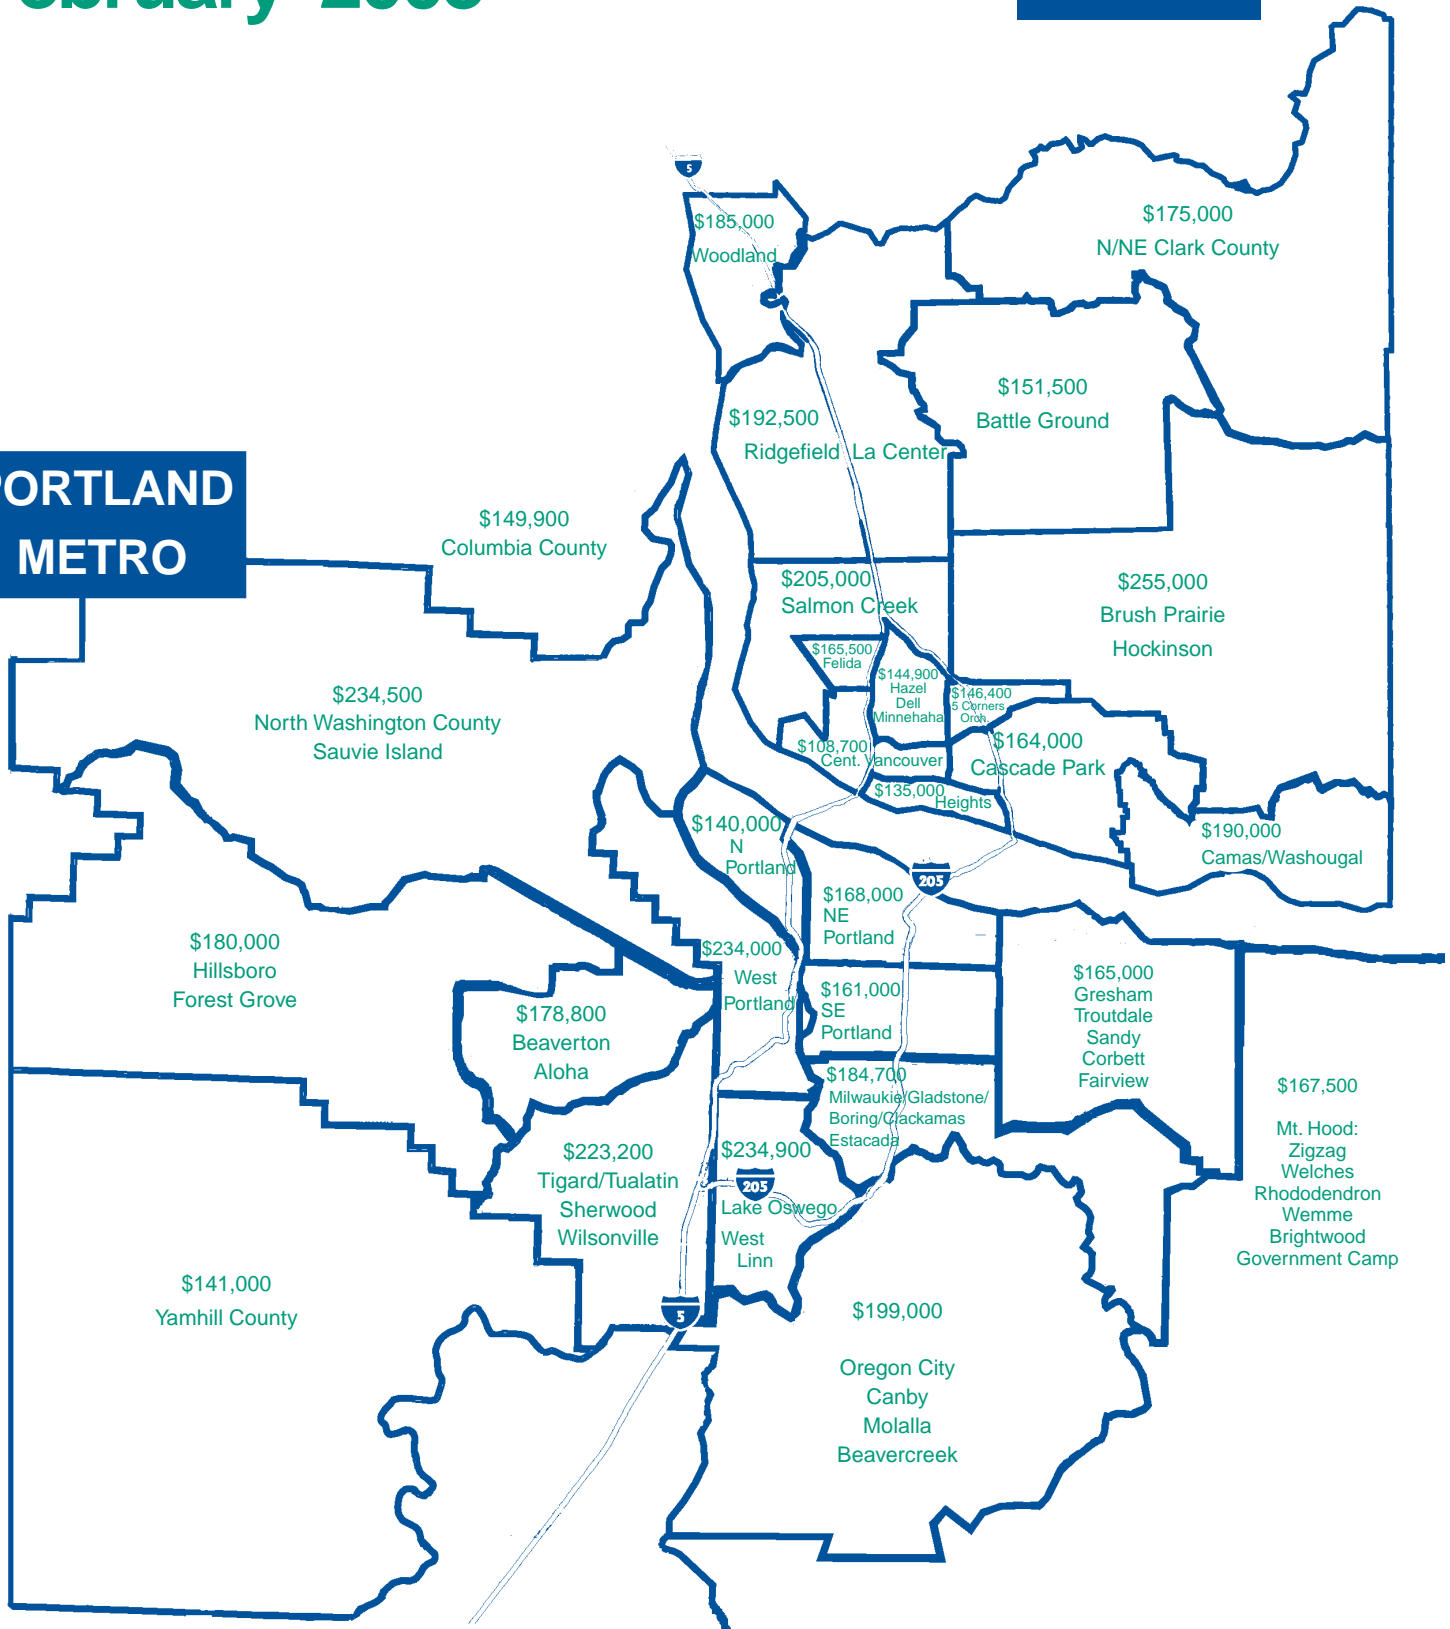 5
$185,000
Woodland
$175,000
N/NE Clark County
$151,500
Battle Ground
$192,500
Ridgefield La Center
PORTLAND
METRO
$149,900
Columbia County
$205,000
Salmon Creek
$255,000
Brush Prairie
Hockinson
$165,500
Felida
$144,900
Hazel
Dell
Minnehaha
$146,400
5 Corners
Orch.
$234,500
North Washington County
Sauvie Island
$108,700
Cent. Vancouver
$164,000
Cascade Park
$135,000
Heights
$140,000
N
Portland
$190,000
Camas/Washougal
205
$168,000
NE
Portland
$180,000
Hillsboro
Forest Grove
$234,000
West
Portland
$161,000
SE
Portland
$165,000
Gresham
Troutdale
Sandy
Corbett
Fairview
$178,800
Beaverton
Aloha
$184,700
Milwaukie/Gladstone/
Boring/Clackamas
Estacada
$167,500
Mt. Hood:
Zigzag
Welches
Rhododendron
Wemme
Brightwood
Government Camp
$223,200
Tigard/Tualatin
Sherwood
Wilsonville
$234,900
205
Lake Oswego
West
Linn
$141,000
Yamhill County
5
$199,000
Oregon City
Canby
Molalla
Beavercreek